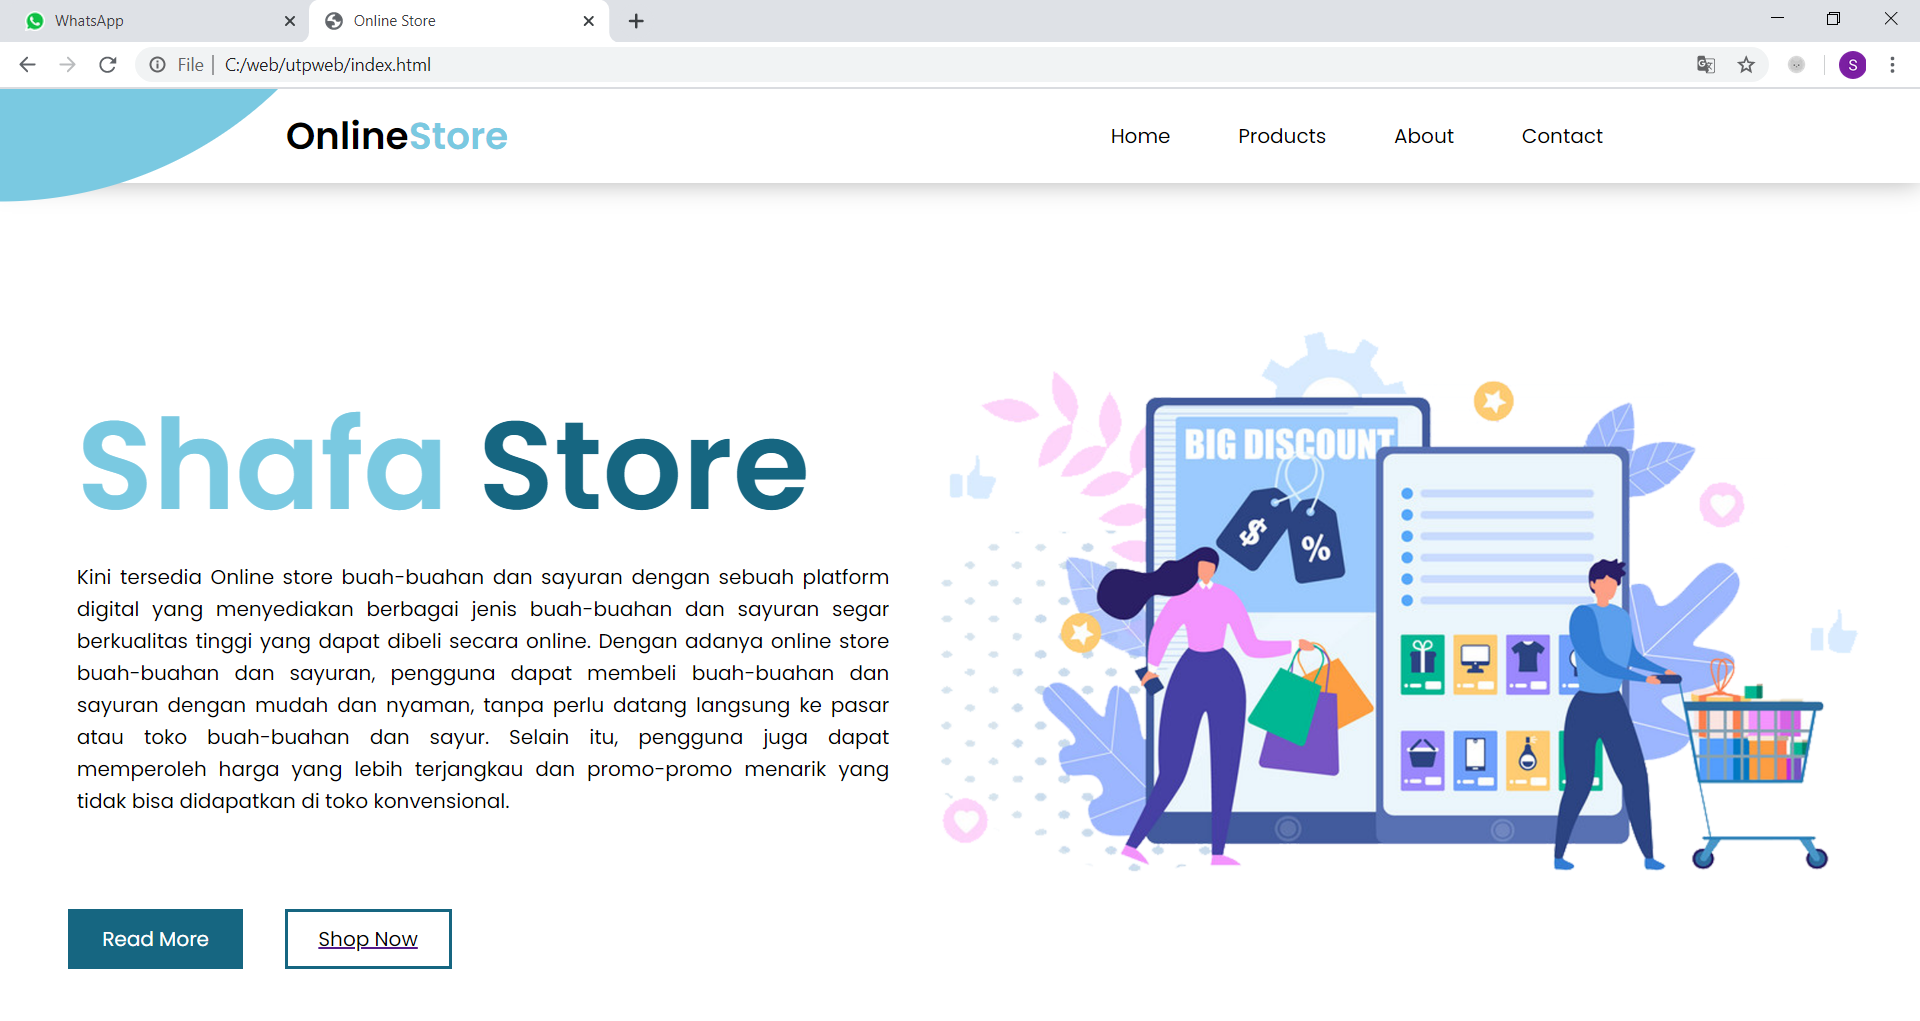 WhatsApp
Online Store
File | C:/web/utpweb/index.html
S
OnlineStore
Home Products About Contact
Shafa Store
Kini tersedia Online store buah-buahan dan sayuran dengan sebuah platform
digital yang menyediakan berbagai jenis buah-buahan dan sayuran segar
berkualitas tinggi yang dapat dibeli secara online. Dengan adanya online store
buah-buahan dan sayuran, pengguna dapat membeli buah-buahan dan
sayuran dengan mudah dan nyaman, tanpa perlu datang langsung ke pasar
atau toko buah-buahan dan sayur. Selain itu, pengguna juga dapat
memperoleh harga yang lebih terjangkau dan promo-promo menarik yang
tidak bisa didapatkan di toko konvensional.
BIG DISCOUNT
$ %
Read More
Shop Now